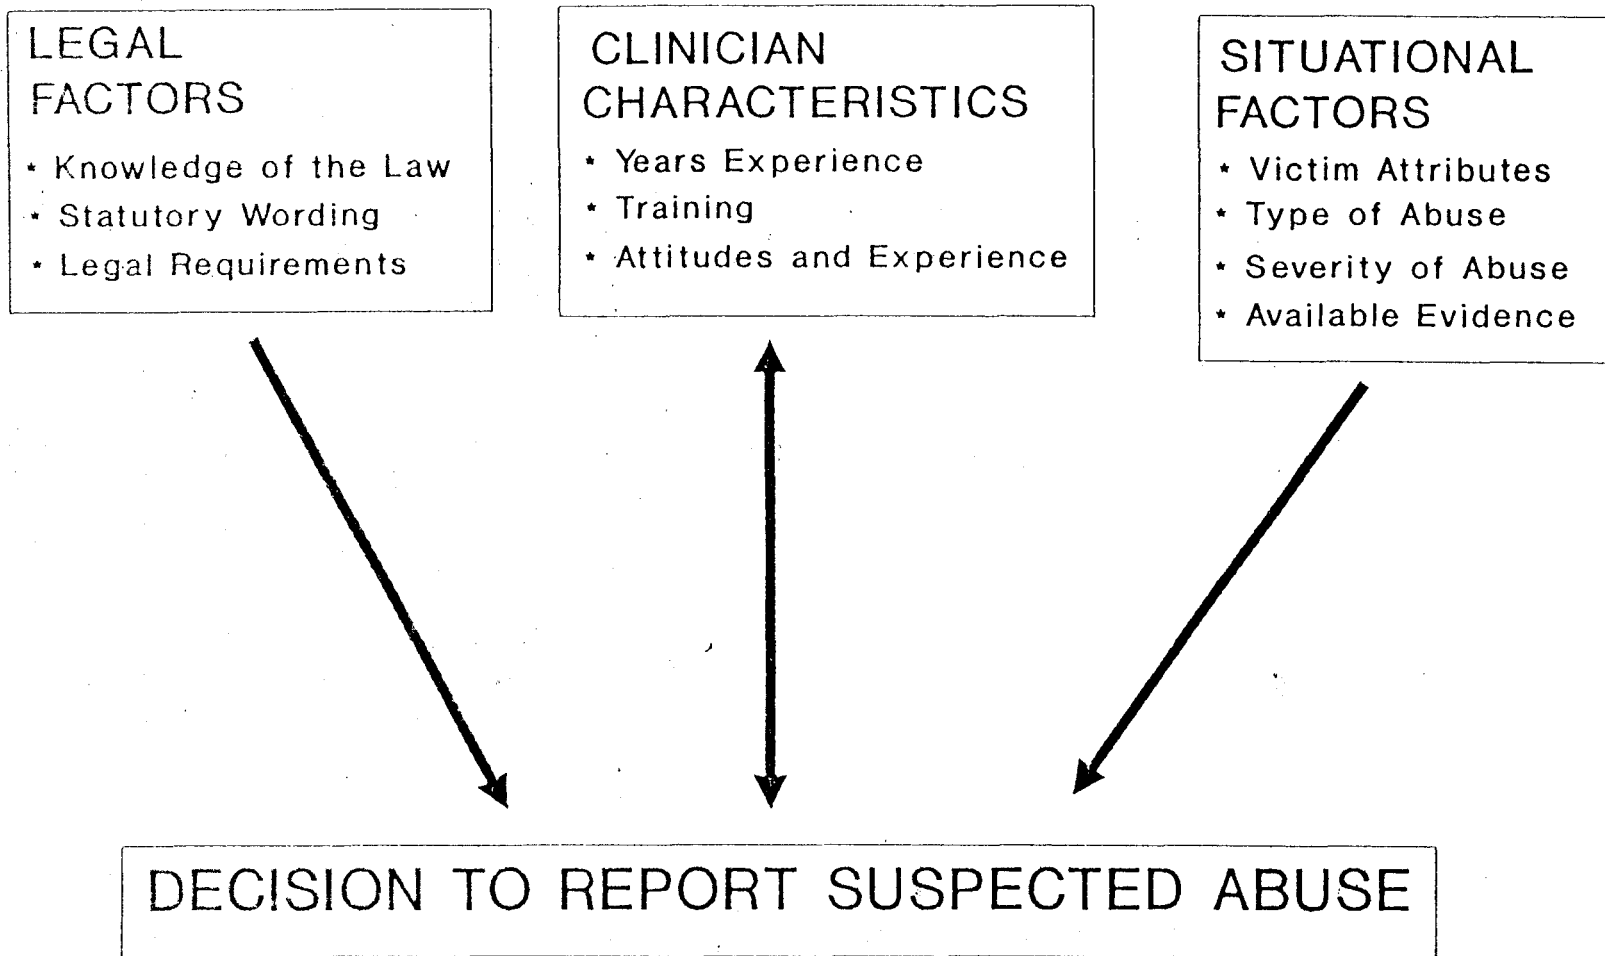 LEGAL
FACTORS
* Knowledge of the Law
* Statutory Wording
* Legal Requirements
CLINICIAN
CHARACTERISTICS
* Years Experience
* Training
* Attitudes and Experience
SITUATIONAL
FACTORS
* Victim Attributes
* Type of Abuse
* Severity of Abuse
* Available Evidence
DECISION TO REPORT SUSPECTED ABUSE